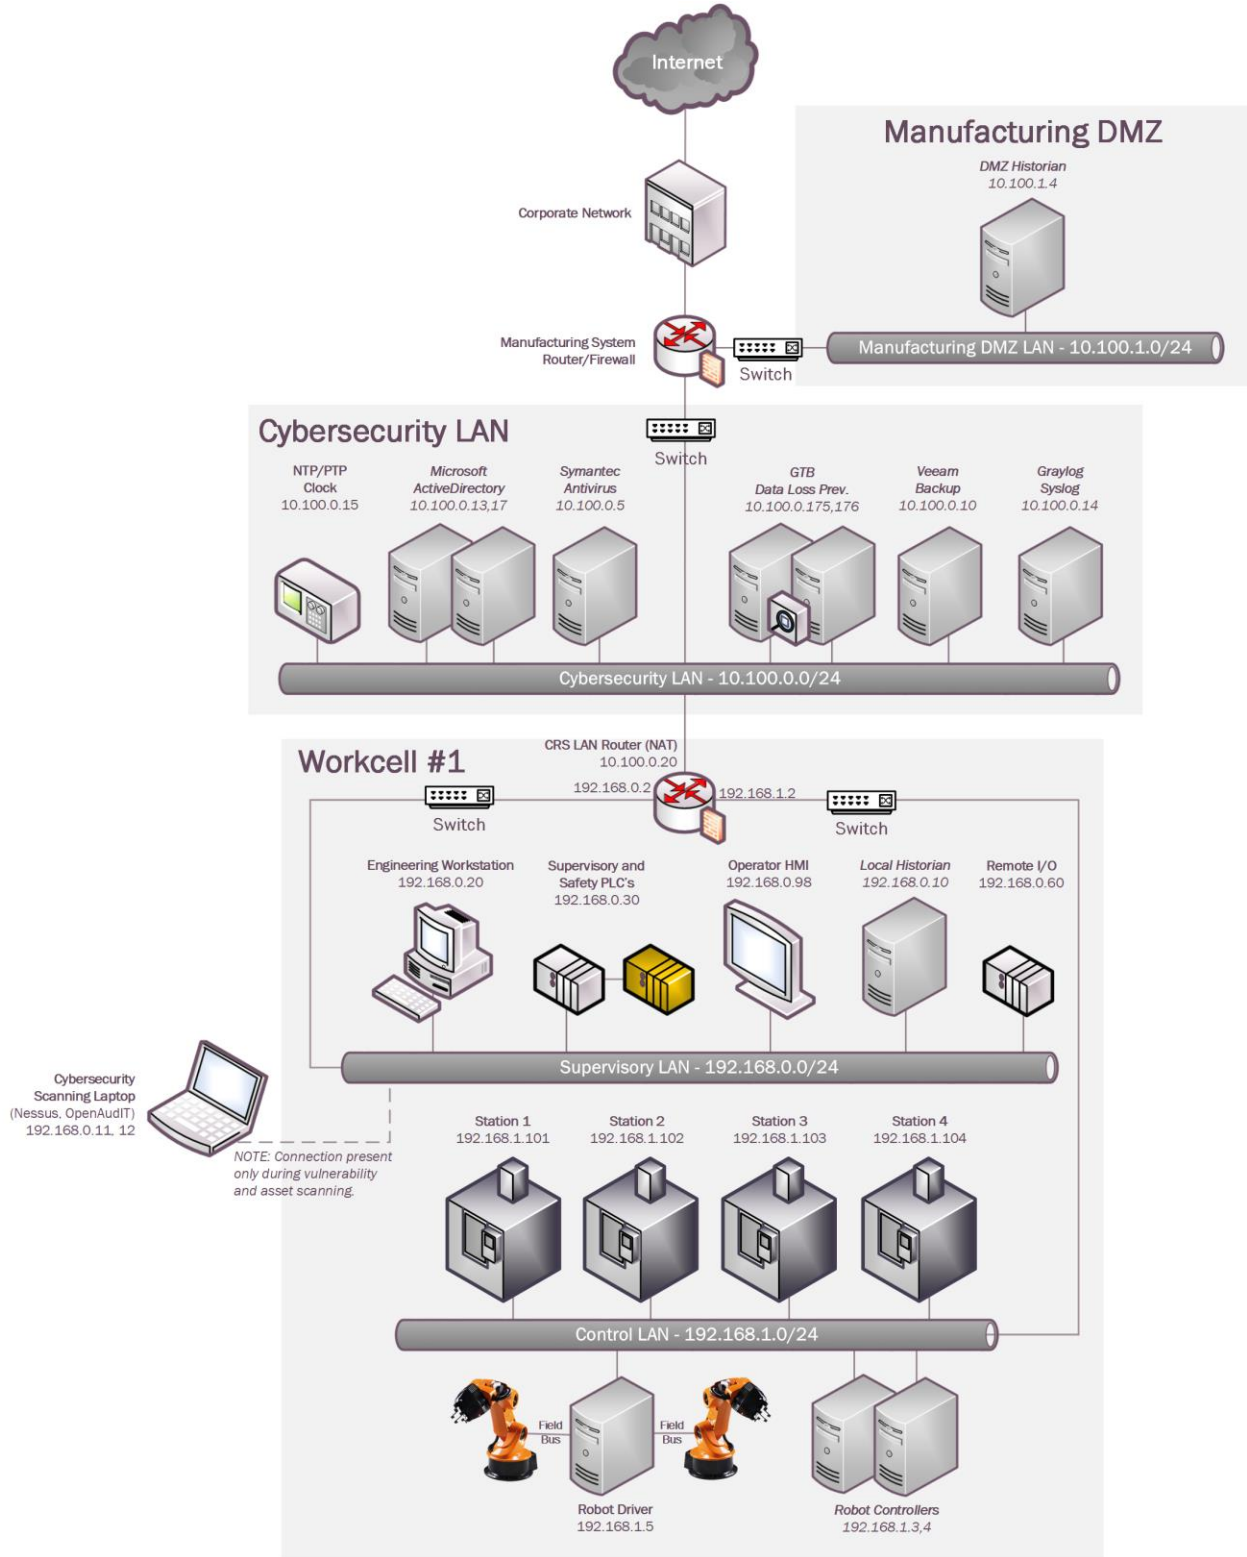 Internet
Manufacturing DMZ
DMZ Historian
10.100.1.4
Corporate Network
Manufacturing System
Router/Firewall
Switch
Manufacturing DMZ LAN - 10.100.1.0/24
Cybersecurity LAN
Switch
NTP/PTP
Clock
10.100.0.15
Microsoft
ActiveDirectory
10.100.0.13,17
Symantec
Antivirus
10.100.0.5
GTB
Data Loss Prev.
10.100.0.175,176
Veeam
Backup
10.100.0.10
Graylog
Syslog
10.100.0.14
Cybersecurity LAN - 10.100.0.0/24
Workcell #1
CRS LAN Router (NAT)
10.100.0.20
192.168.0.2
192.168.1.2
Switch
Switch
Engineering Workstation
192.168.0.20
Supervisory and
Safety PLC's
192.168.0.30
Operator HMI
192.168.0.98
Local Historian
192.168.0.10
Remote I/O
192.168.0.60
Supervisory LAN - 192.168.0.0/24
Cybersecurity
Scanning Laptop
(Nessus, OpenAudIT)
192.168.0.11, 12
NOTE: Connection present
only during vulnerability
and asset scanning.
Station 1
192.168.1.101
Station 2
192.168.1.102
Station 3
192.168.1.103
Station 4
192.168.1.104
Control LAN - 192.168.1.0/24
Field
Bus
Field
Bus
Robot Driver
192.168.1.5
Robot Controllers
192.168.1.3,4